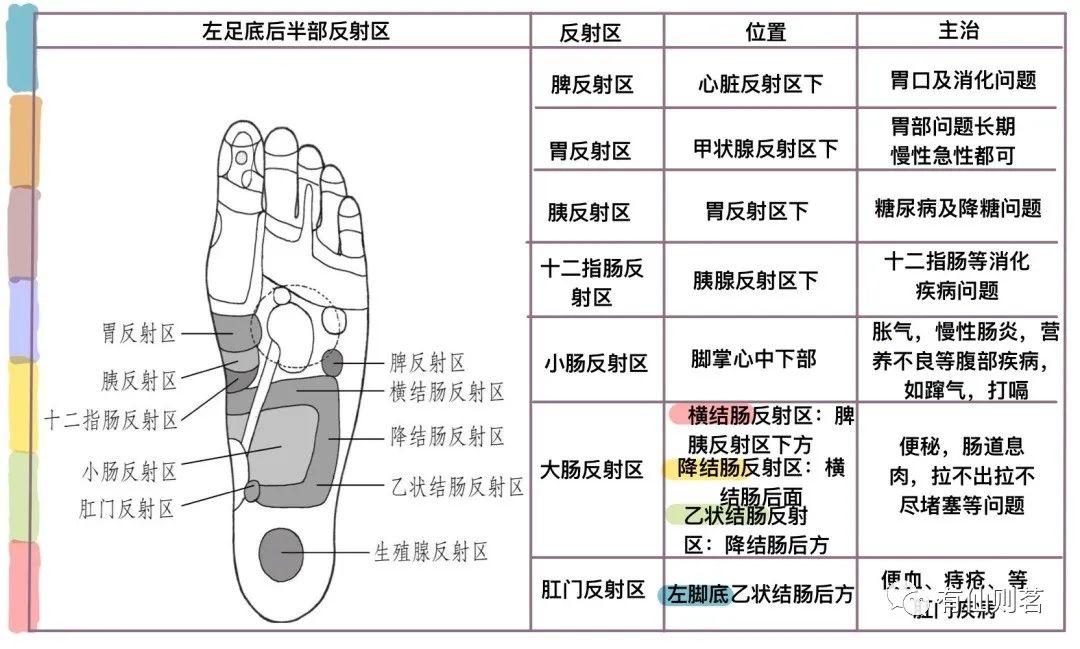 左足底后半部反射区
反射区
位置
主治
脾反射区
心脏反射区下
胃口及消化问题
胃反射区
甲状腺反射区下
胃部问题长期
慢性急性都可
胰反射区
胃反射区下
糖尿病及降糖问题
十二指肠反
射区
胰腺反射区下
十二指肠等消化
疾病问题
小肠反射区
脚掌心中下部
胀气，慢性肠炎，营
养不良等腹部疾病，
如蹿气，打嗝
大肠反射区
横结肠反射区：脾
胰反射区下方
降结肠反射区：横
结肠后面
乙状结肠反射
区：降结肠后方
便秘，肠道息
肉，拉不出拉不
尽堵塞等问题
肛门反射区
左脚底乙状结肠后方
便血、痔疮、等
肛门疾病
胃反射区
胰反射区
十二指肠反射区
小肠反射区
肛门反射区
脾反射区
横结肠反射区
降结肠反射区
乙状结肠反射区
生殖腺反射区
有仙则茗